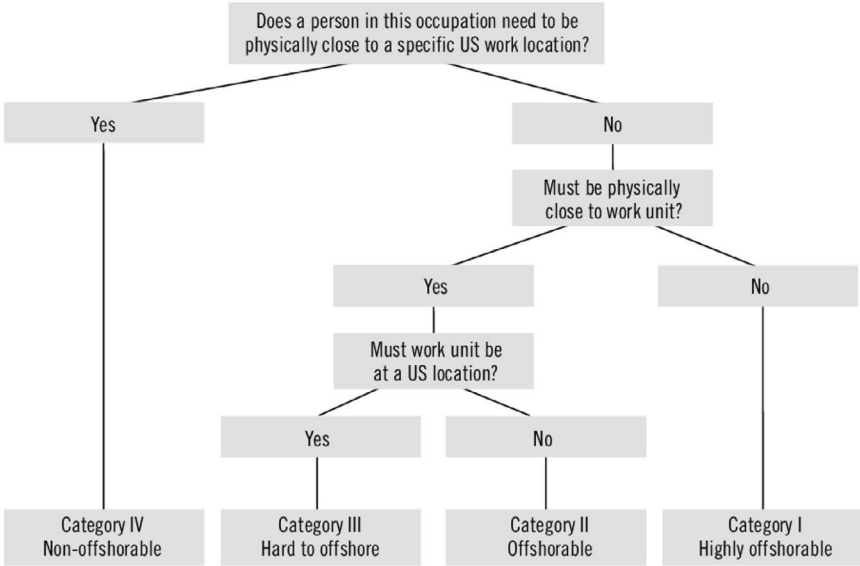 Does a person in this occupation need to be
physically close to a specific US work location?
Yes
No
Must be physically
close to work unit?
Yes
No
Must work unit be
at a US location?
Yes
No
Category IV
Non-offshorable
Category III
Hard to offshore
Category II
Offshorable
Category I
Highly offshorable